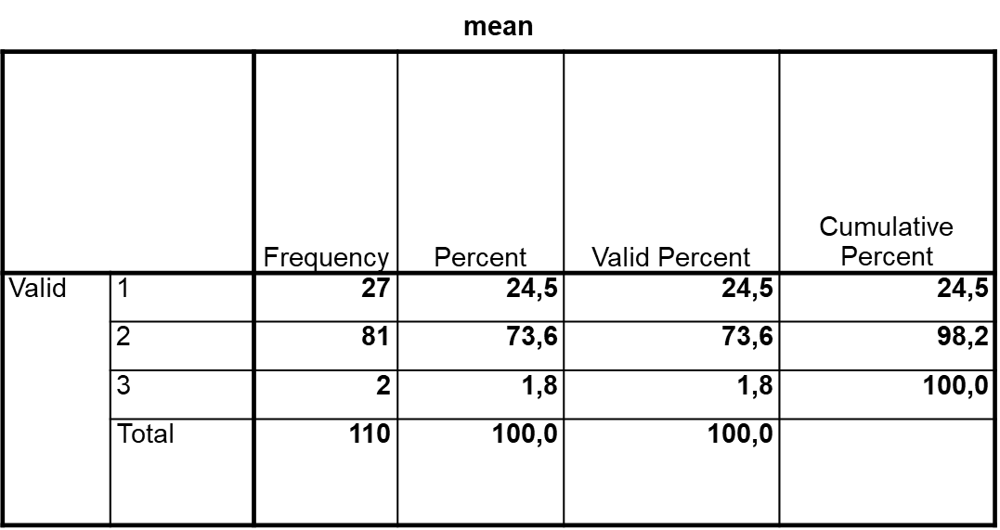 mean
Frequency Percent Valid Percent Cumulative
Percent
Valid 1 27 24,5 24,5 24,5
2 81 73,6 73,6 98,2
3 2 1,8 1,8 100,0
Total 110 100,0 100,0